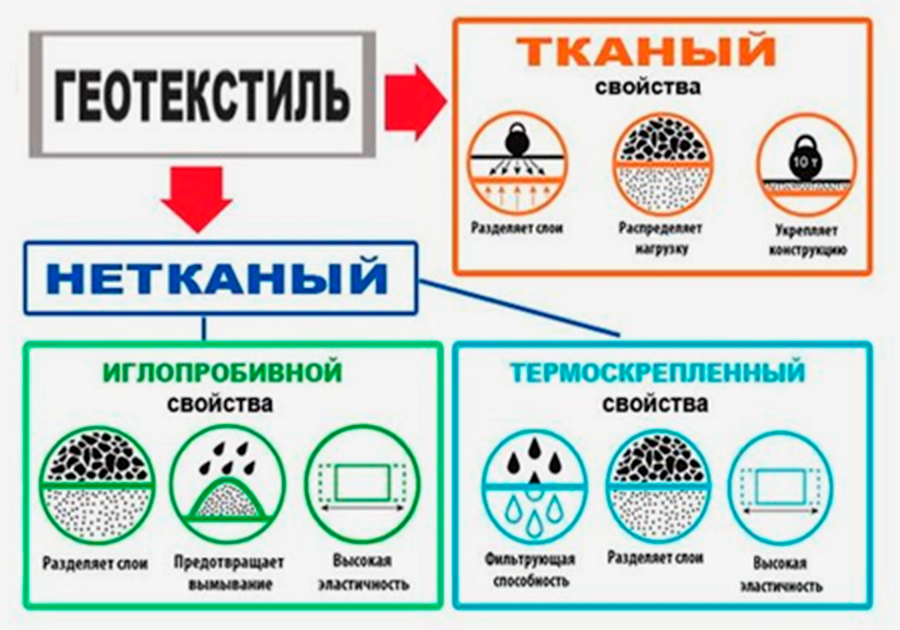 ГЕОТЕКСТИЛЬ
ТКАНЫЙ
свойства
10 т
Разделяет слои
Распределяет
нагрузку
Укрепляет
конструкцию
НЕТКАНЫЙ
ИГЛОПРОБИВНОЙ
свойства
Разделяет слои
Предотвращает
вымывание
Высокая
эластичность
ТЕРМОСКРЕПЛЕННЫЙ
свойства
Фильтрующая
способность
Разделяет слои
Высокая
эластичность